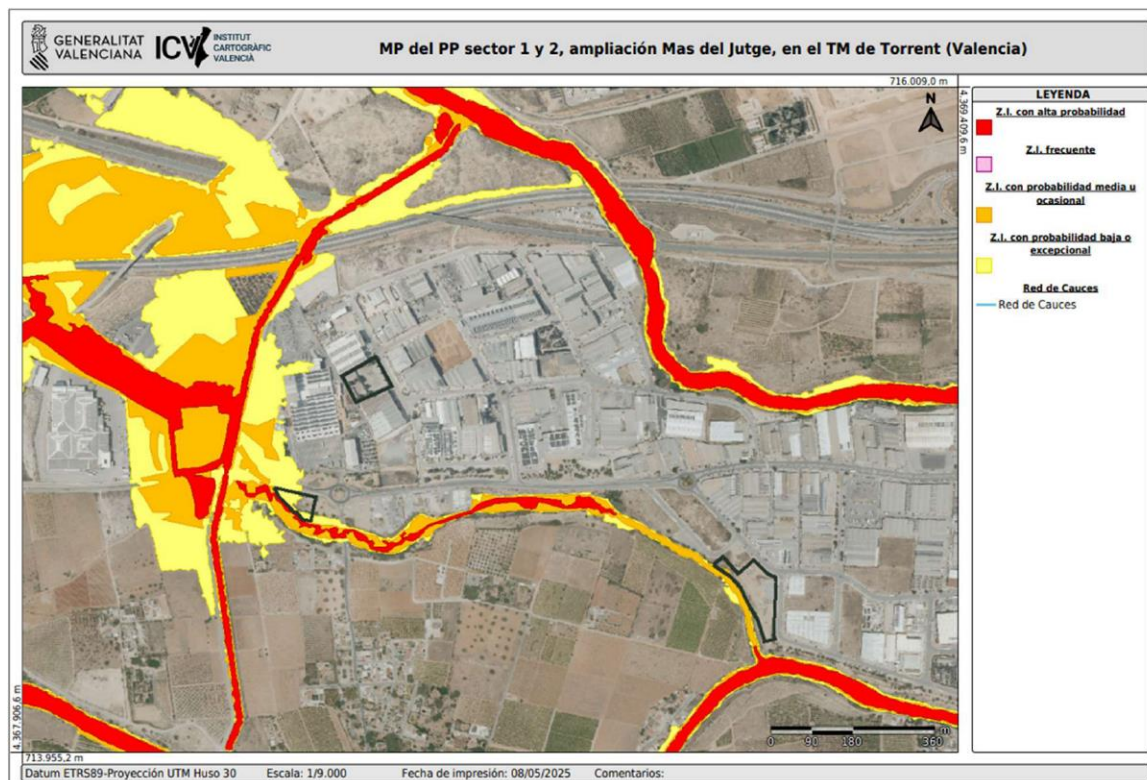 GENERALITAT
VALENCIANA
ICV
INSTITUT
CARTOGRÀFIC
VALENCIÀ
MP del PP sector 1 y 2, ampliación Mas del Jutge, en el TM de Torrent (Valencia)
716.009,0 m
4.369.409,6 m
N
LEYENDA
Z.I. con alta probabilidad
Z.I. frecuente
Z.I. con probabilidad media u
ocasional
Z.I. con probabilidad baja o
excepcional
Red de Cauces
Red de Cauces
4.367.906,6 m
0 90 180 360 m
713.955,2 m
Datum ETRS89-Proyección UTM Huso 30 Escala: 1/9.000 Fecha de impresión: 08/05/2025 Comentarios: